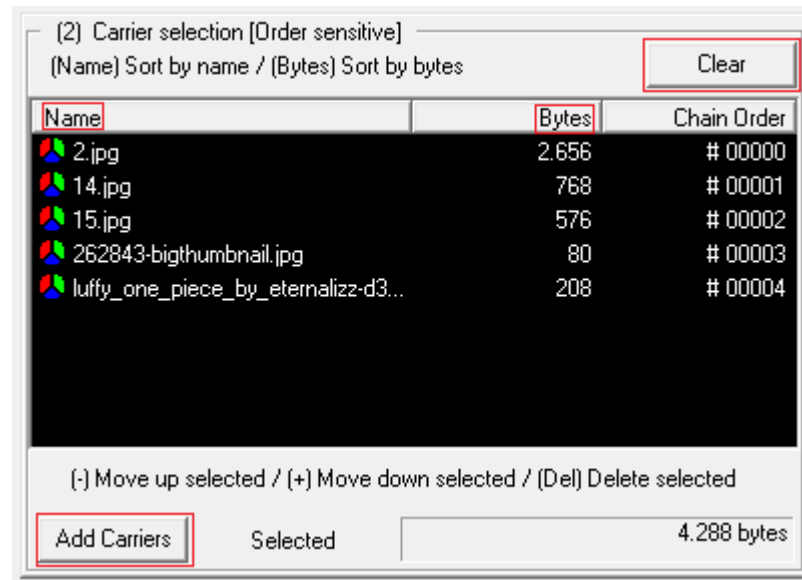 (2) Carrier selection [Order sensitive]
(Name) Sort by name / (Bytes) Sort by bytes
Clear
Name Bytes Chain Order
2.jpg 2.656 # 00000
14.jpg 768 # 00001
15.jpg 576 # 00002
262843-bigthumbnail.jpg 80 # 00003
luffy_one_piece_by_eternalizz-d3... 208 # 00004
(-) Move up selected / (+) Move down selected / (Del) Delete selected
Add Carriers Selected 4.288 bytes